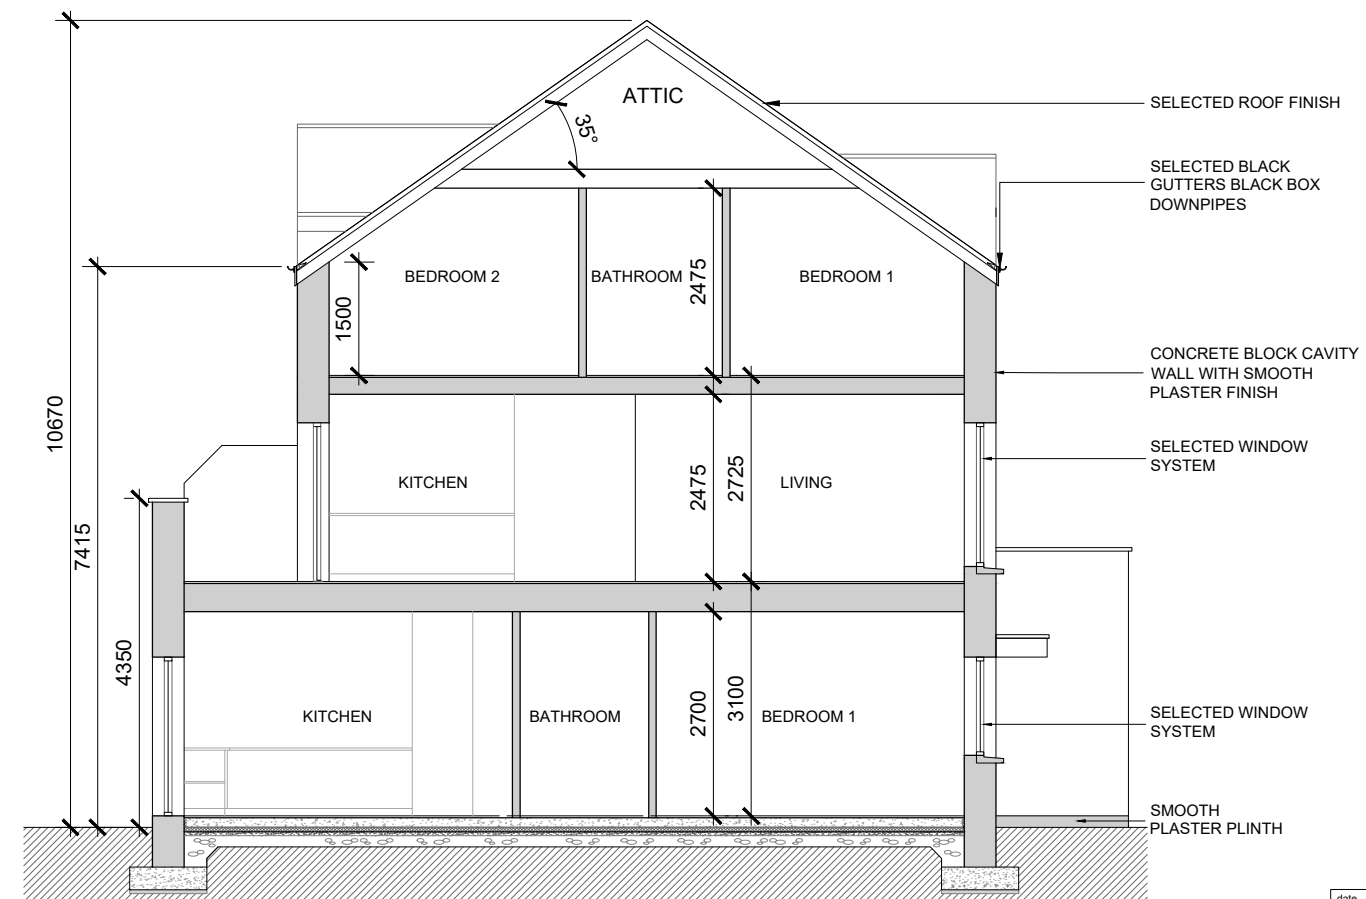 ATTIC
35°
SELECTED ROOF FINISH
SELECTED BLACK
GUTTERS BLACK BOX
DOWNPIPES
BEDROOM 2
BATHROOM
2475
BEDROOM 1
1500
CONCRETE BLOCK CAVITY
WALL WITH SMOOTH
PLASTER FINISH
10670
7415
4350
KITCHEN
2475
2725
LIVING
SELECTED WINDOW
SYSTEM
KITCHEN
BATHROOM
2700
3100
BEDROOM 1
SELECTED WINDOW
SYSTEM
SMOOTH
PLASTER PLINTH
date